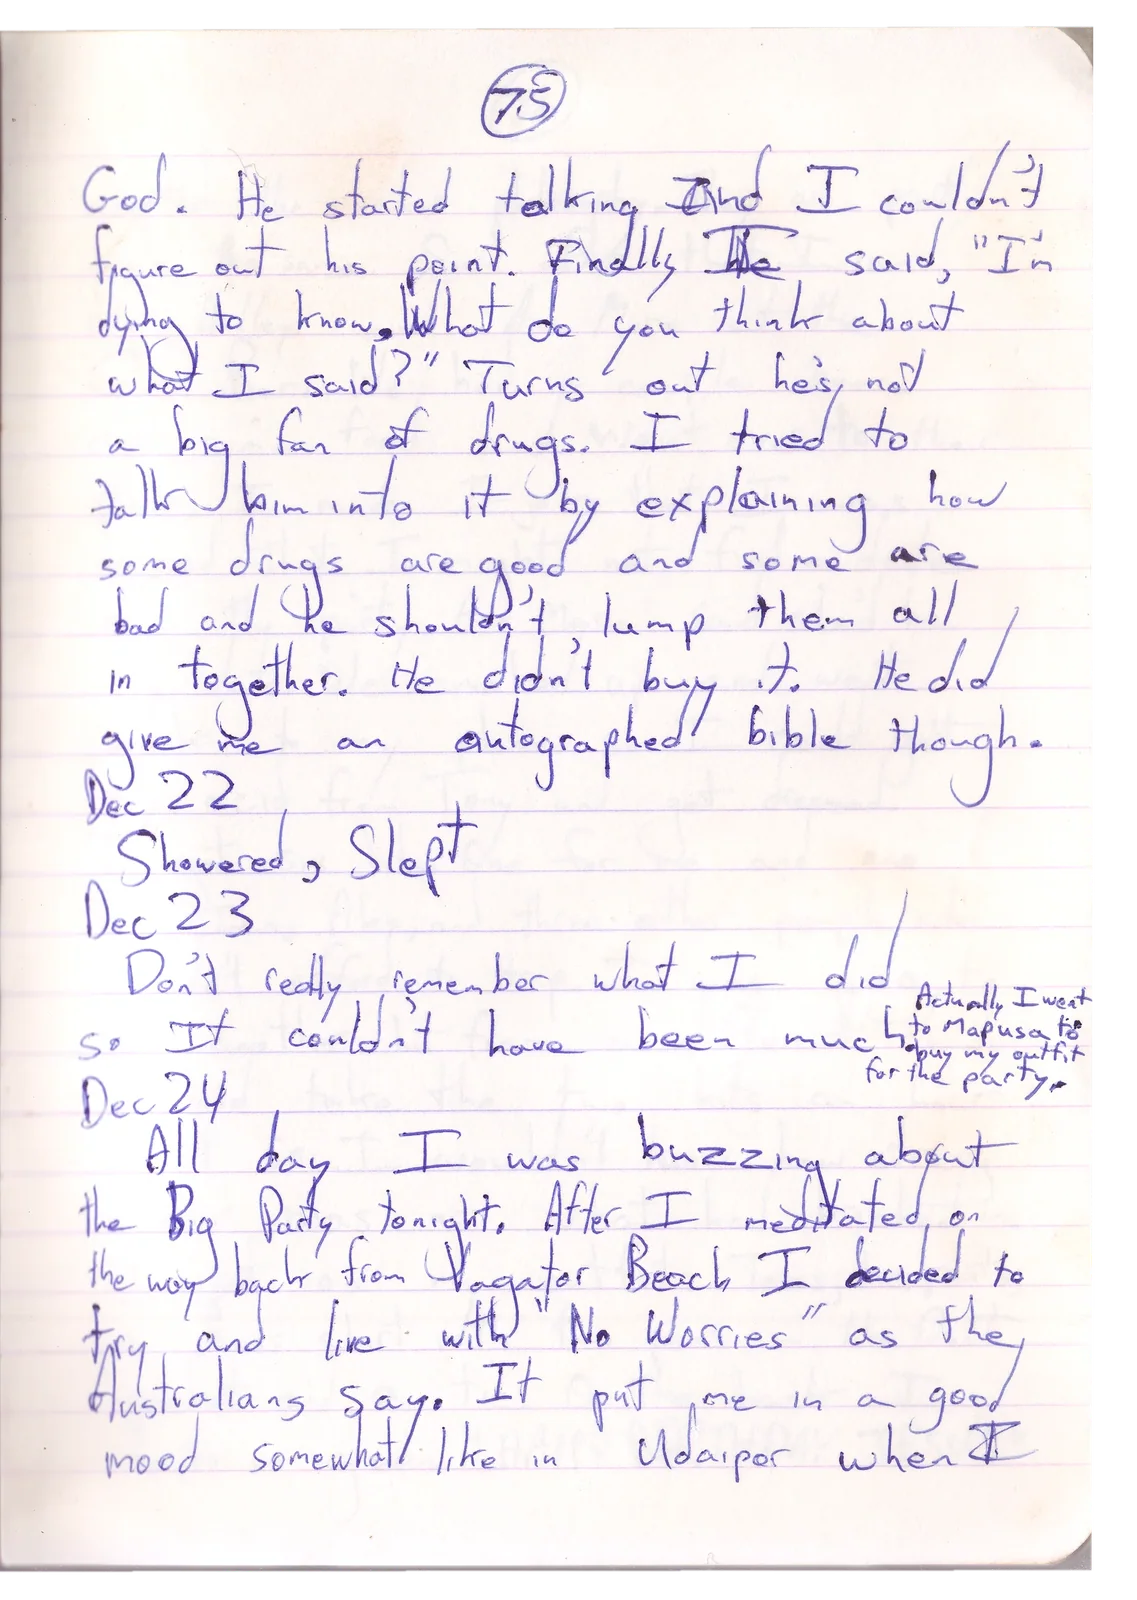 75
God. He started talking and I couldn't
figure out his point. Finally He said, "I'm
dying to know, What do you think about
what I said?" Turns out he's not
a big fan of drugs. I tried to
talk him into it by explaining how
some drugs are good and some are
bad and he shouldn't lump them all
in together. He didn't buy it. He did
give me an autographed bible though.
Dec 22
Showered, Slept
Dec 23
Don't really remember what I did
so It couldn't have been much.
Actually I went
to Mapusa to
buy my outfit
for the party.
Dec 24
All day I was buzzing about
the Big Party tonight. After I meditated on
the way back from Vagator Beach I decided to
try and live with "No Worries" as the
Australians say. It put me in a good
mood somewhat like in Udaipor when I